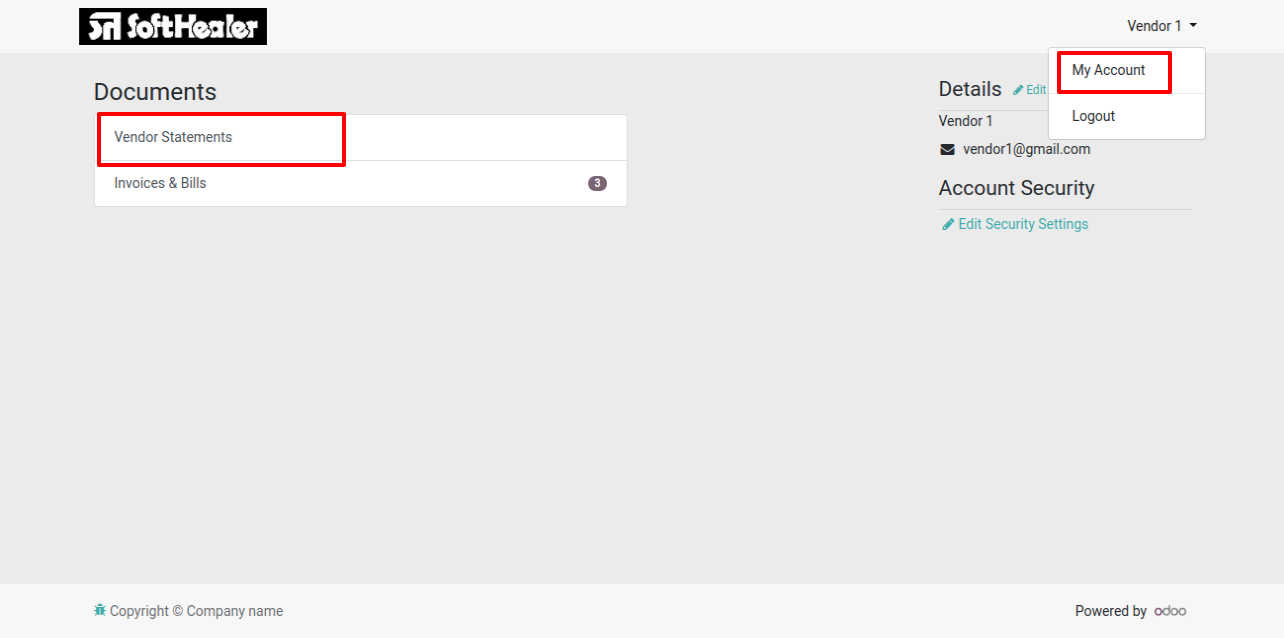 SoftHealer
Vendor 1
My Account
Logout
Documents
Vendor Statements
Invoices & Bills 3
Details Edit
Vendor 1
vendor1@gmail.com
Account Security
Edit Security Settings
Copyright © Company name
Powered by odoo